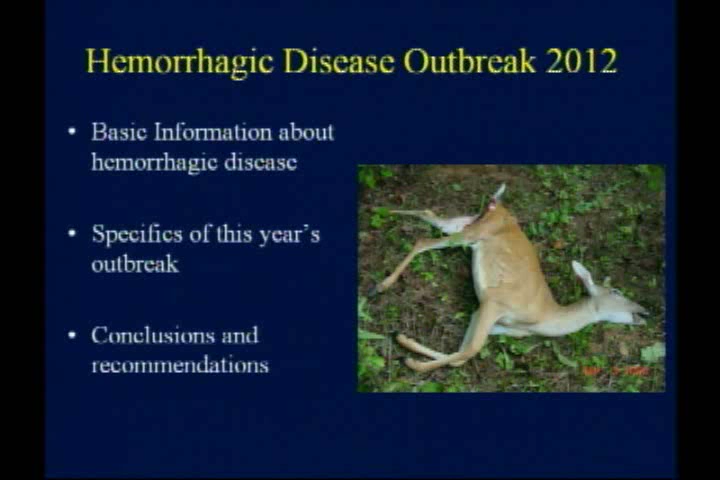 Hemorrhagic Disease Outbreak 2012
• Basic Information about
hemorrhagic disease
• Specifics of this year's
outbreak
• Conclusions and
recommendations